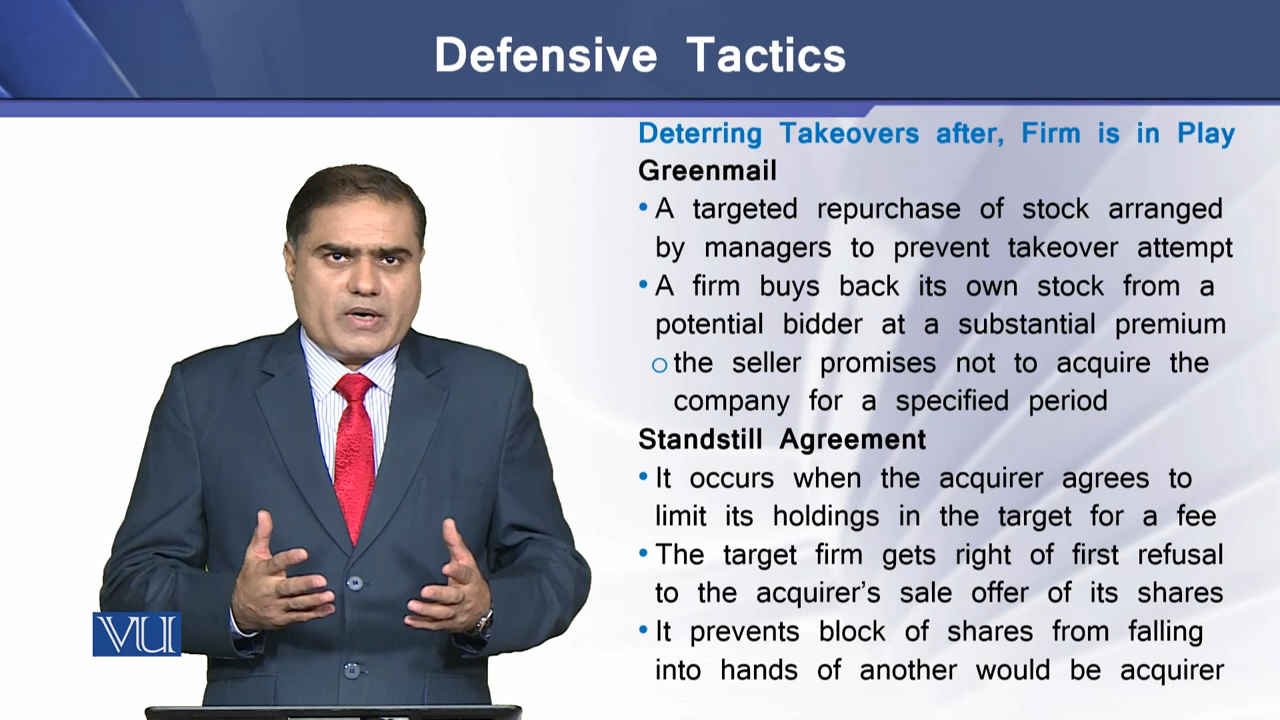 Defensive Tactics
Deterring Takeovers after, Firm is in Play
Greenmail
• A targeted repurchase of stock arranged
by managers to prevent takeover attempt
• A firm buys back its own stock from a
potential bidder at a substantial premium
o the seller promises not to acquire the
company for a specified period
Standstill Agreement
• It occurs when the acquirer agrees to
limit its holdings in the target for a fee
• The target firm gets right of first refusal
to the acquirer's sale offer of its shares
• It prevents block of shares from falling
into hands of another would be acquirer
VU